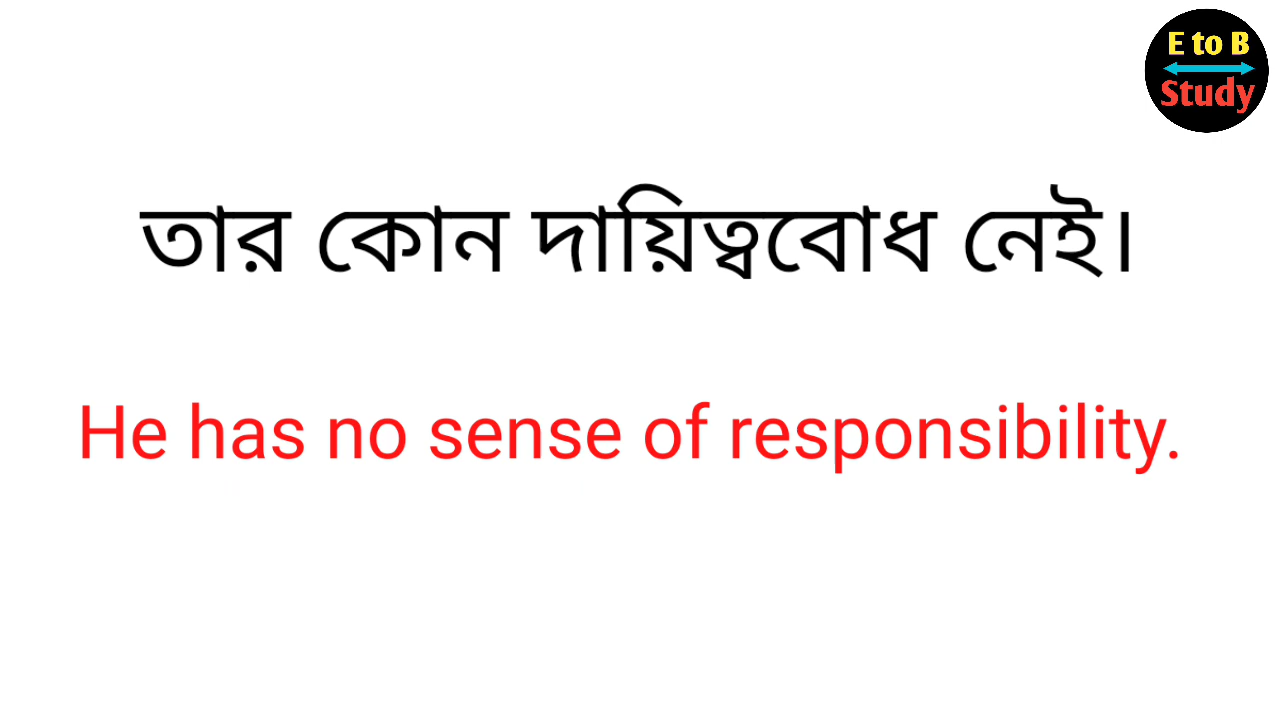 E to B
Study
তার কোন দায়িত্ববোধ নেই।
He has no sense of responsibility.